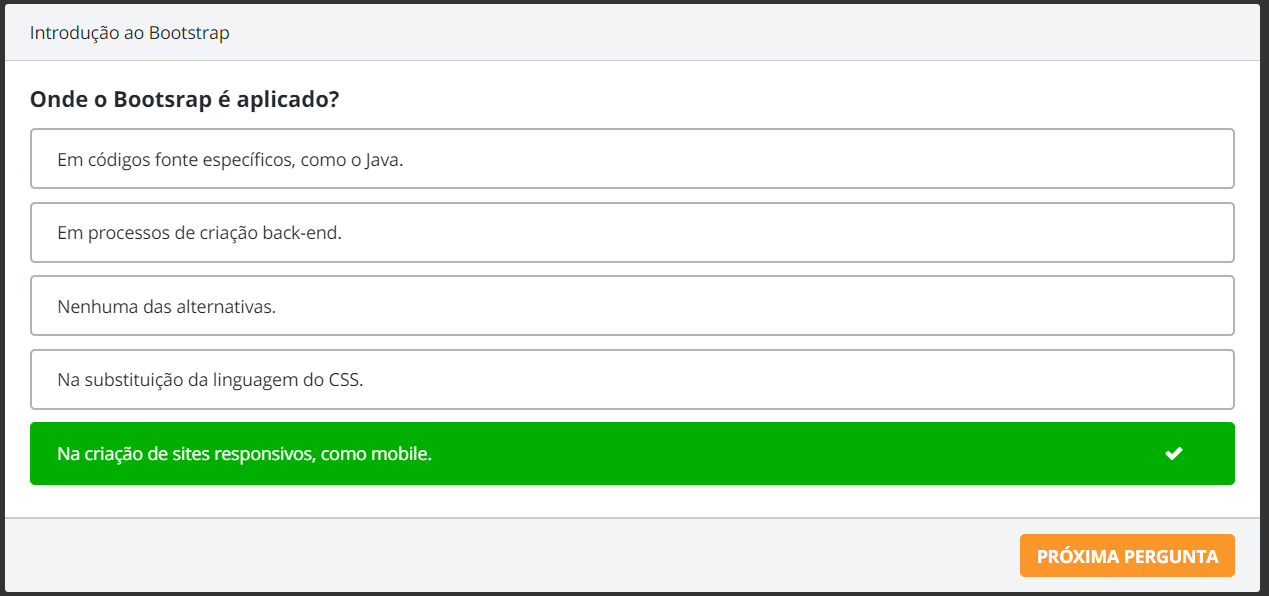 Introdução ao Bootstrap
Onde o Bootsrap é aplicado?
Em códigos fonte específicos, como o Java.
Em processos de criação back-end.
Nenhuma das alternativas.
Na substituição da linguagem do CSS.
Na criação de sites responsivos, como mobile.
PRÓXIMA PERGUNTA